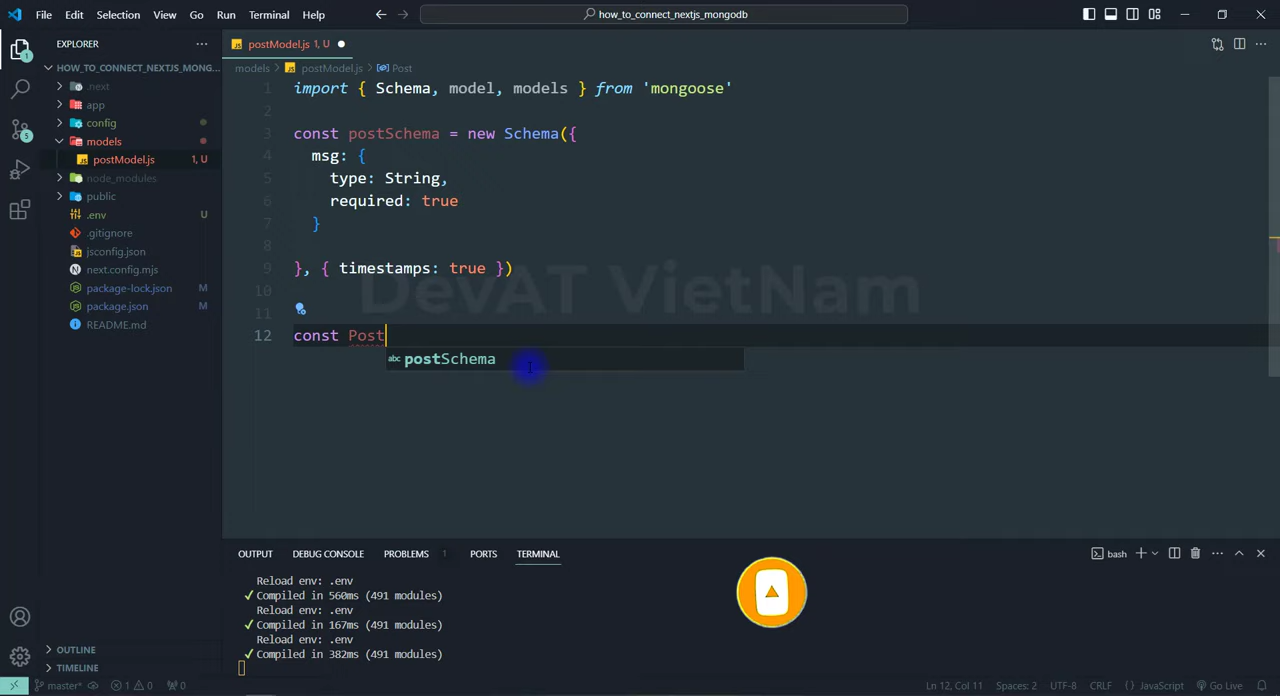 File Edit Selection View Go Run Terminal Help
how_to_connect_nextjs_mongodb
EXPLORER
HOW_TO_CONNECT_NEXTJS_MONG...
.next
app
config
models
postModel.js 1, U
node_modules
public
.env U
.gitignore
jsconfig.json
next.config.mjs
package-lock.json M
package.json M
README.md
OUTLINE
TIMELINE
1
5
postModel.js 1, U
models > postModel.js > Post
1 import { Schema, model, models } from 'mongoose'
2
3 const postSchema = new Schema({
4 msg: {
5 type: String,
6 required: true
7 }
8
9 }, { timestamps: true })
10
11
12 const Post
abc postSchema
DevAT VietNam
OUTPUT DEBUG CONSOLE PROBLEMS 1 PORTS TERMINAL
bash
Reload env: .env
✓ Compiled in 560ms (491 modules)
Reload env: .env
✓ Compiled in 167ms (491 modules)
Reload env: .env
✓ Compiled in 382ms (491 modules)
master* 1 0 0
Ln 12, Col 11 Spaces: 2 UTF-8 CRLF {} JavaScript Go Live